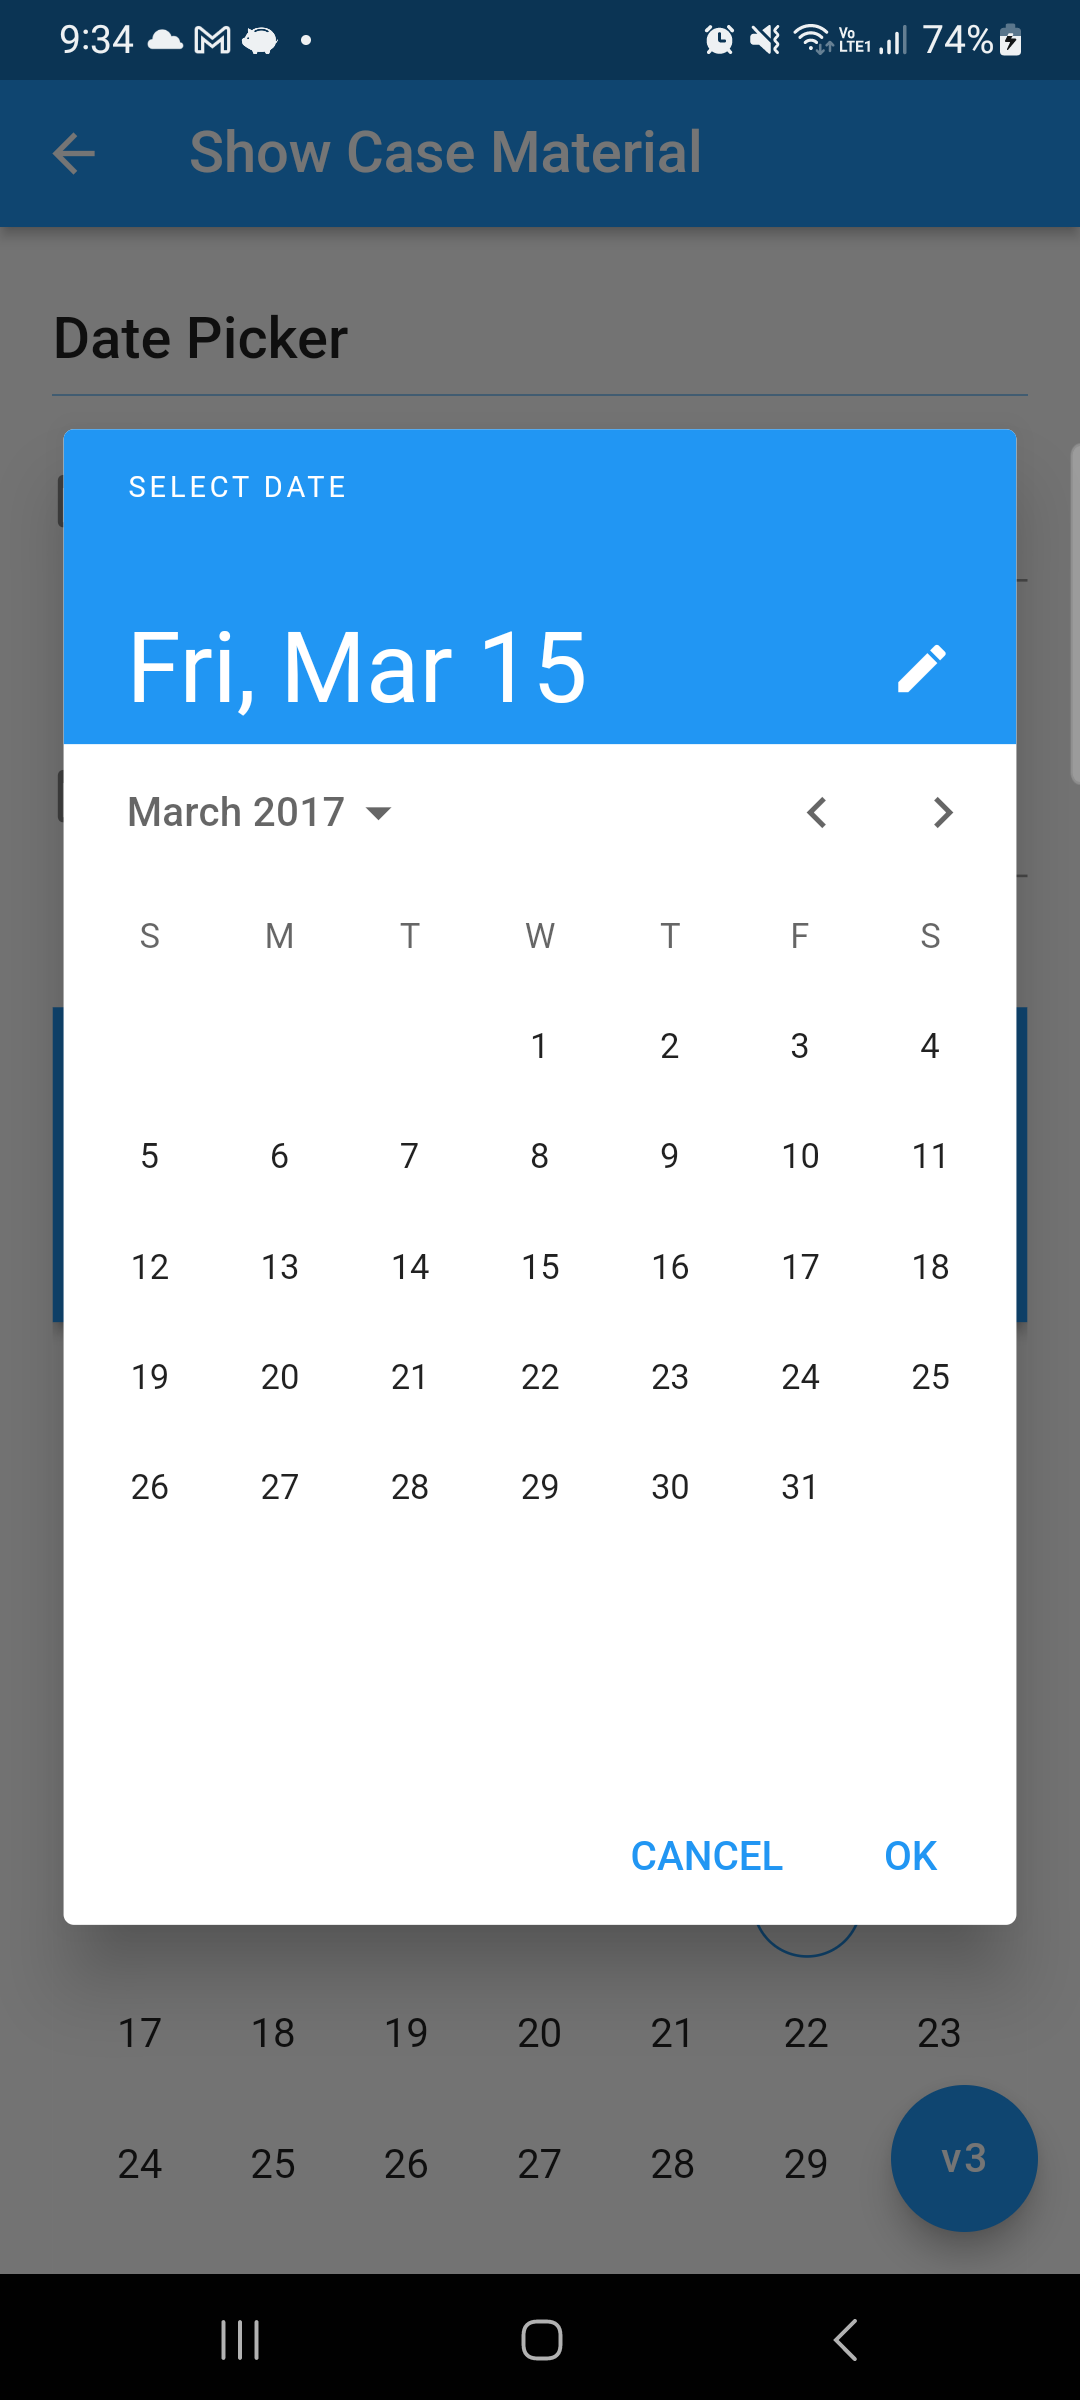 9:34 Vo LTE1 74%
Show Case Material
Date Picker
SELECT DATE
Fri, Mar 15
March 2017
S M T W T F S
1 2 3 4
5 6 7 8 9 10 11
12 13 14 15 16 17 18
19 20 21 22 23 24 25
26 27 28 29 30 31
CANCEL OK
17 18 19 20 21 22 23
24 25 26 27 28 29
v3